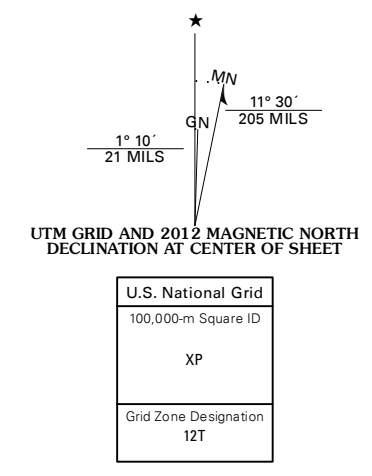 ★
MN
11° 30´
205 MILS
GN
1° 10´
21 MILS
UTM GRID AND 2012 MAGNETIC NORTH
DECLINATION AT CENTER OF SHEET
U.S. National Grid
100,000-m Square ID
XP
Grid Zone Designation
12T